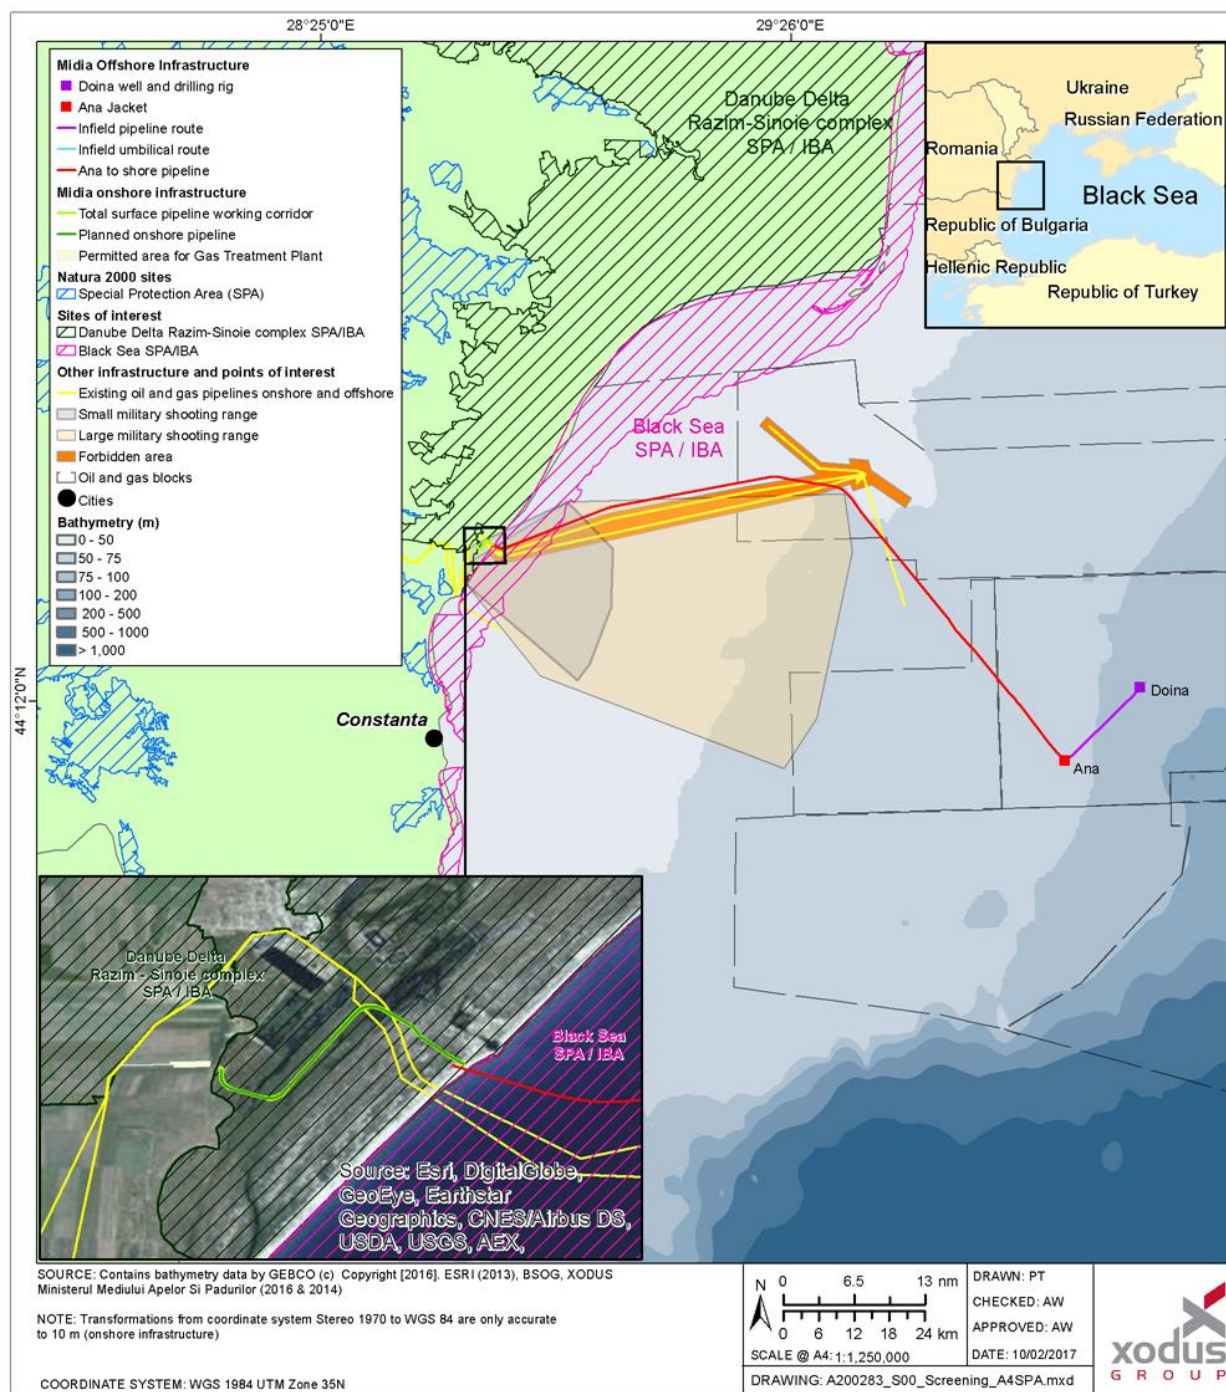 28°25'0"E
29°26'0"E
44°12'0"N
Midia Offshore Infrastructure
Doina well and drilling rig
Ana Jacket
Infield pipeline route
Infield umbilical route
Ana to shore pipeline
Midia onshore infrastructure
Total surface pipeline working corridor
Planned onshore pipeline
Permitted area for Gas Treatment Plant
Natura 2000 sites
Special Protection Area (SPA)
Sites of interest
Danube Delta Razim-Sinoie complex SPA/IBA
Black Sea SPA/IBA
Other infrastructure and points of interest
Existing oil and gas pipelines onshore and offshore
Small military shooting range
Large military shooting range
Forbidden area
Oil and gas blocks
Cities
Bathymetry (m)
0 - 50
50 - 75
75 - 100
100 - 200
200 - 500
500 - 1000
> 1,000
Danube Delta
Razim-Sinoie complex
SPA / IBA
Ukraine
Russian Federation
Romania
Black Sea
Republic of Bulgaria
Hellenic Republic
Republic of Turkey
Black Sea
SPA / IBA
Doina
Ana
Constanta
Danube Delta
Razim - Sinoie complex
SPA / IBA
Black Sea
SPA / IBA
Source: Esri, DigitalGlobe,
GeoEye, Earthstar
Geographics, CNES/Airbus DS,
USDA, USGS, AEX,
SOURCE: Contains bathymetry data by GEBCO (c) Copyright [2016]. ESRI (2013), BSOG, XODUS
Ministerul Mediului Apelor Si Padurilor (2016 & 2014)
NOTE: Transformations from coordinate system Stereo 1970 to WGS 84 are only accurate
to 10 m (onshore infrastructure)
COORDINATE SYSTEM: WGS 1984 UTM Zone 35N
N
0 6.5 13 nm
0 6 12 18 24 km
SCALE @ A4: 1:1,250,000
DRAWN: PT
CHECKED: AW
APPROVED: AW
DATE: 10/02/2017
DRAWING: A200283_S00_Screening_A4SPA.mxd
xodus
GROUP